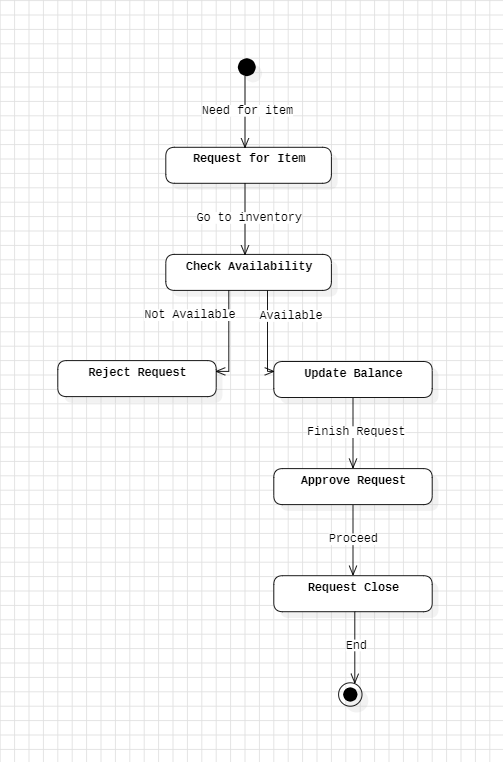 Need for item
Request for Item
Go to inventory
Check Availability
Not Available
Available
Reject Request
Update Balance
Finish Request
Approve Request
Proceed
Request Close
End